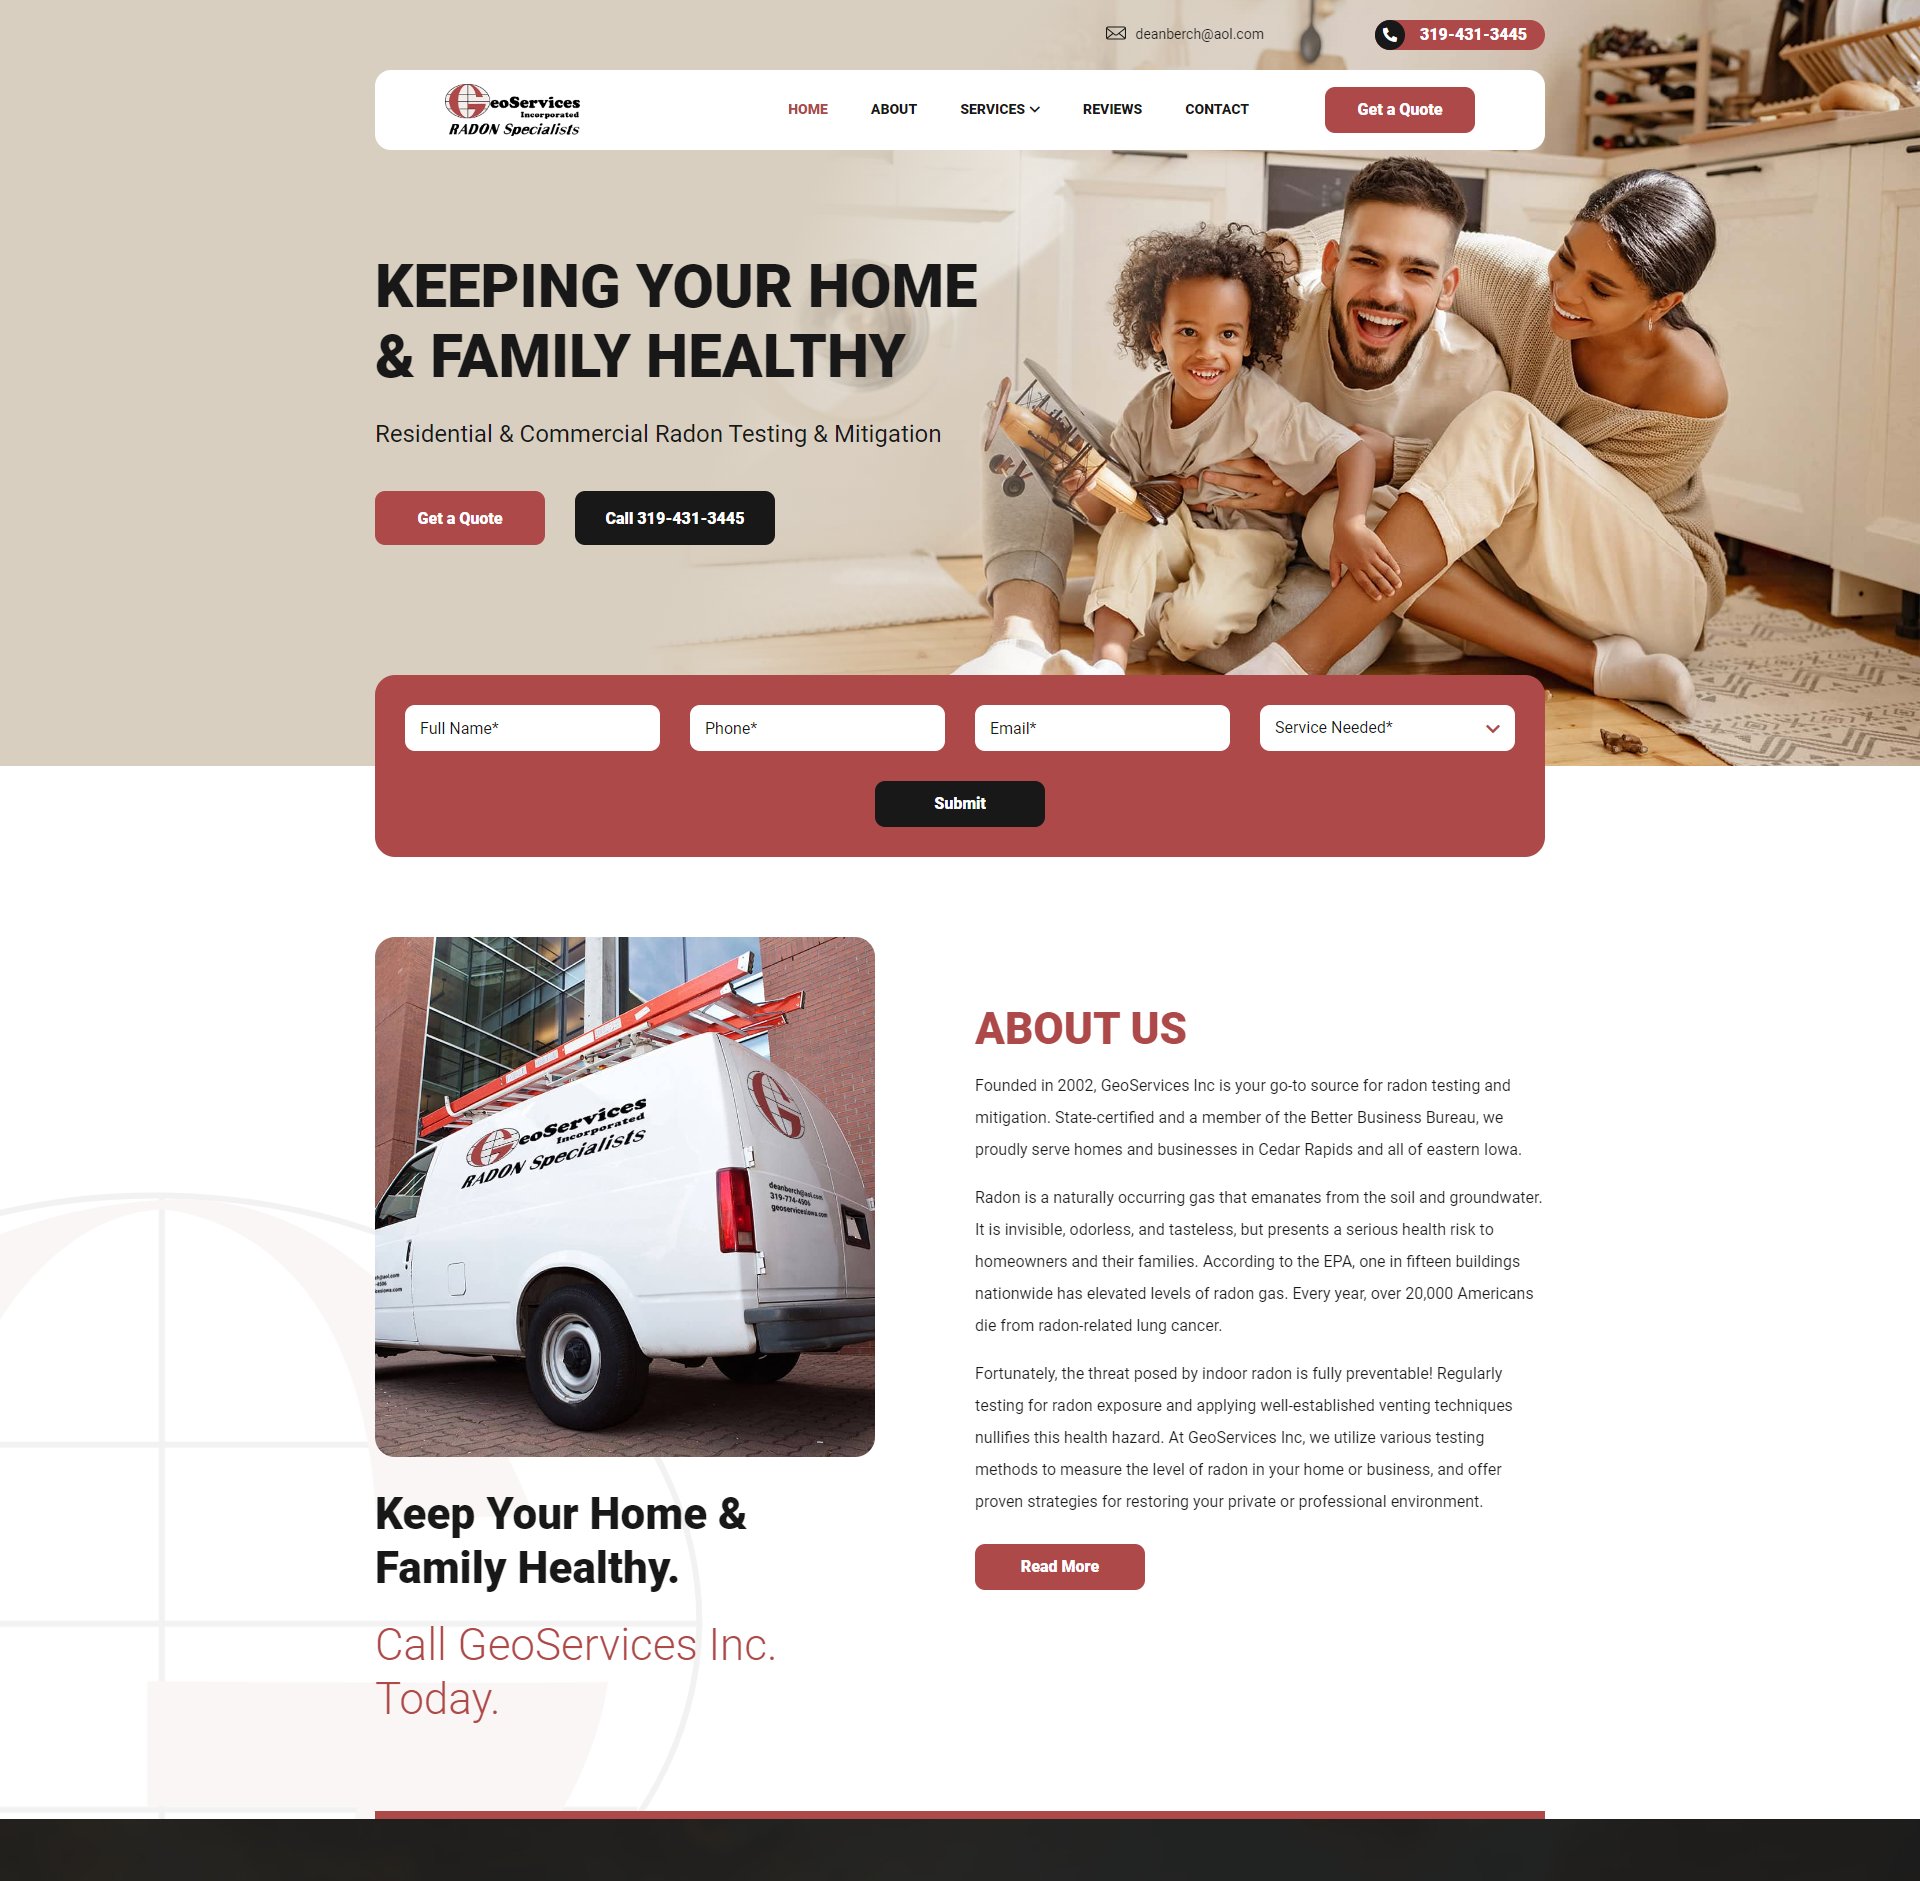 deanberch@aol.com
319-431-3445
GeoServices
Incorporated
RADON Specialists
HOME
ABOUT
SERVICES
REVIEWS
CONTACT
Get a Quote
KEEPING YOUR HOME
& FAMILY HEALTHY
Residential & Commercial Radon Testing & Mitigation
Get a Quote
Call 319-431-3445
Full Name*
Phone*
Email*
Service Needed*
Submit
GeoServices
Incorporated
RADON Specialists
G
deanberch@aol.com
319-774-4506
geoservicesiowa.com
Keep Your Home &
Family Healthy.
Call GeoServices Inc.
Today.
ABOUT US
Founded in 2002, GeoServices Inc is your go-to source for radon testing and
mitigation. State-certified and a member of the Better Business Bureau, we
proudly serve homes and businesses in Cedar Rapids and all of eastern Iowa.
Radon is a naturally occurring gas that emanates from the soil and groundwater.
It is invisible, odorless, and tasteless, but presents a serious health risk to
homeowners and their families. According to the EPA, one in fifteen buildings
nationwide has elevated levels of radon gas. Every year, over 20,000 Americans
die from radon-related lung cancer.
Fortunately, the threat posed by indoor radon is fully preventable! Regularly
testing for radon exposure and applying well-established venting techniques
nullifies this health hazard. At GeoServices Inc, we utilize various testing
methods to measure the level of radon in your home or business, and offer
proven strategies for restoring your private or professional environment.
Read More